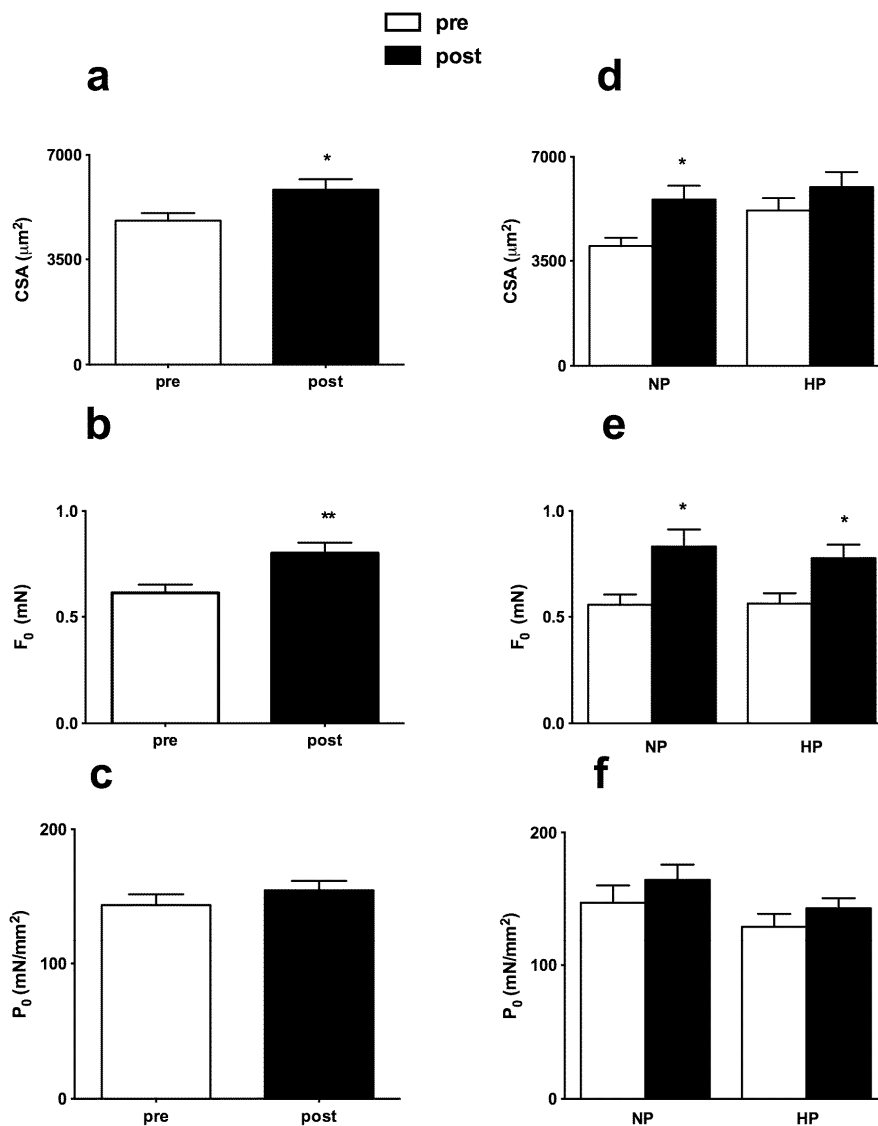 pre
post
a
7000
*
3500
0
CSA (μm²)
pre
post
d
7000
*
3500
0
CSA (μm²)
NP
HP
b
1.0
**
0.5
0.0
F₀ (mN)
pre
post
e
1.0
*
*
0.5
0.0
F₀ (mN)
NP
HP
c
200
100
0
P₀ (mN/mm²)
pre
post
f
200
100
0
P₀ (mN/mm²)
NP
HP